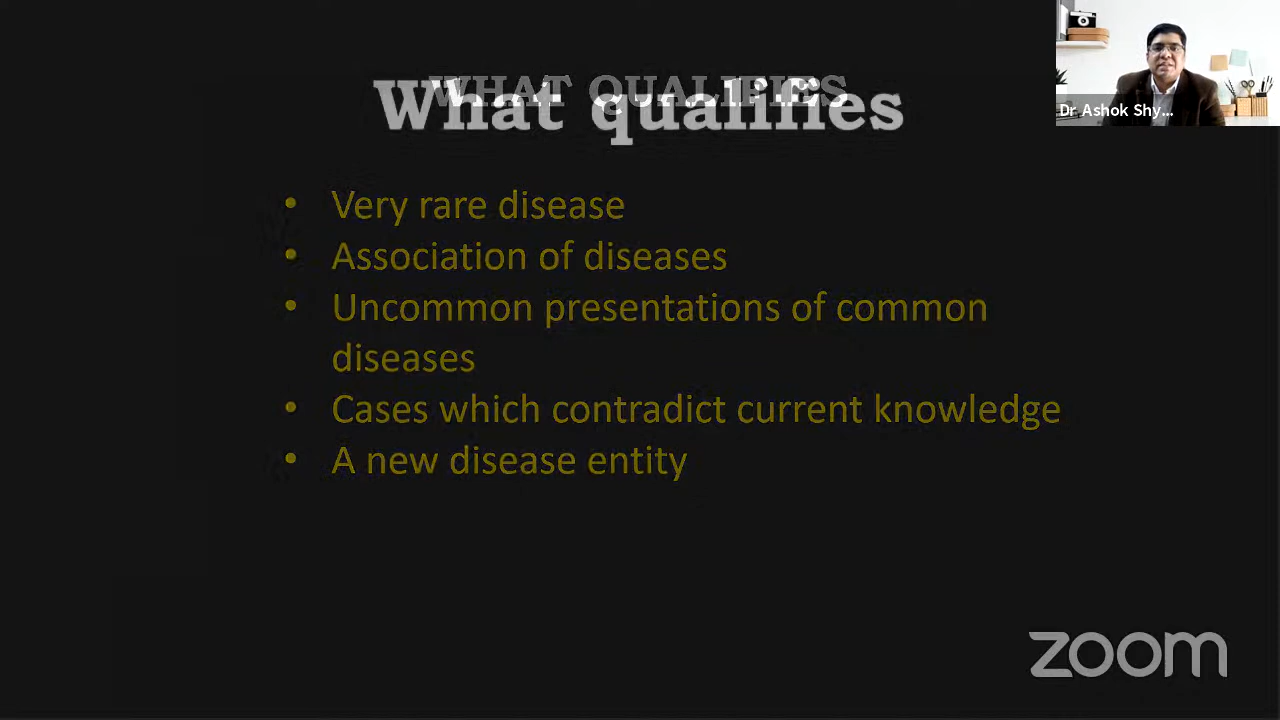 What qualifies
WHAT QUALIFIES
Dr Ashok Shy...
• Very rare disease
• Association of diseases
• Uncommon presentations of common
diseases
• Cases which contradict current knowledge
• A new disease entity
zoom